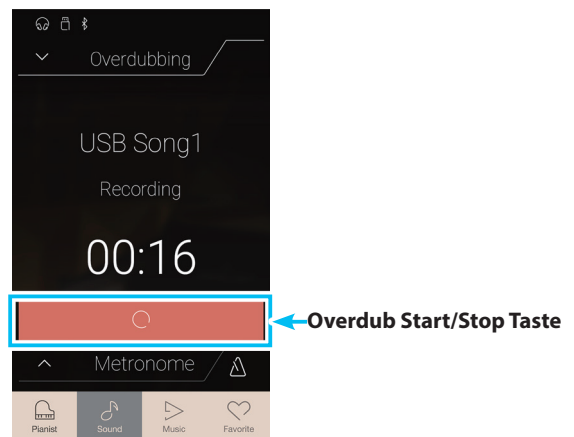 Overdubbing
USB Song1
Recording
00:16
Overdub Start/Stop Taste
Metronome
Pianist Sound Music Favorite